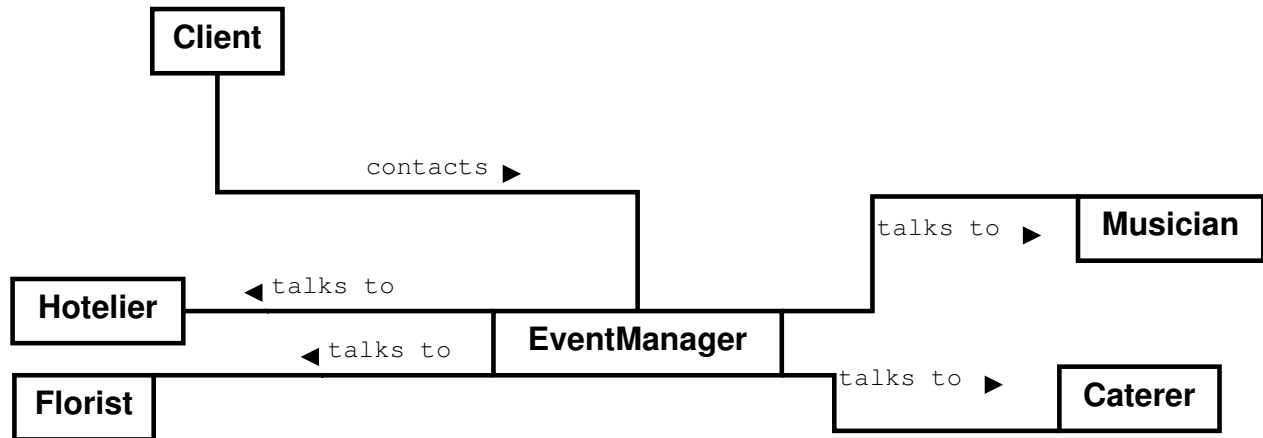 Client
contacts ►
talks to ►
Musician
◄ talks to
Hotelier
EventManager
◄ talks to
talks to ►
Florist
Caterer